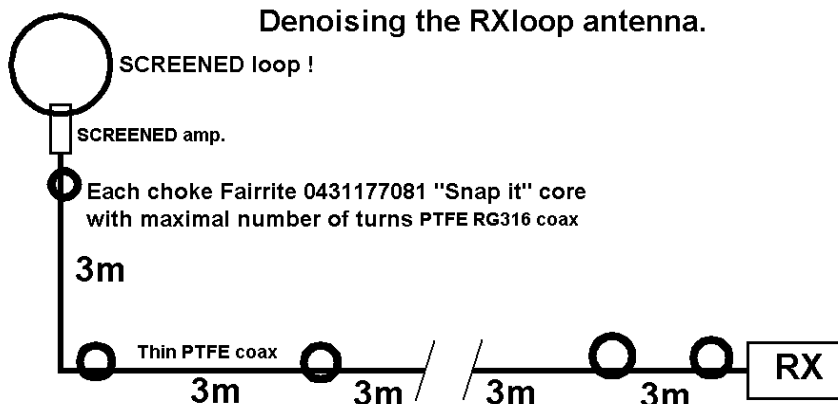 Denoising the RXloop antenna.
SCREENED loop !
SCREENED amp.
Each choke Fairrite 0431177081 "Snap it" core
with maximal number of turns PTFE RG316 coax
3m
Thin PTFE coax
3m
3m
3m
3m
RX